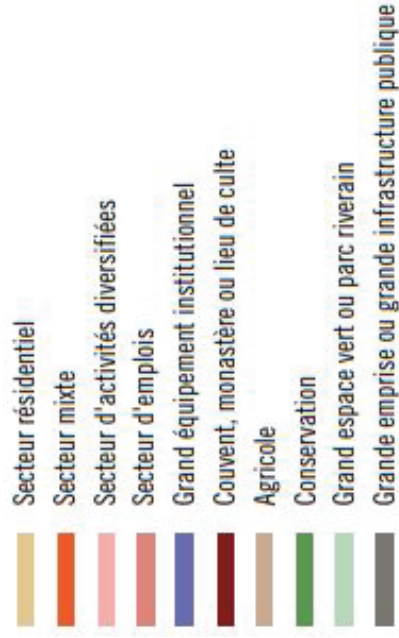 Secteur résidentiel
Secteur mixte
Secteur d'activités diversifiées
Secteur d'emplois
Grand équipement institutionnel
Couvent, monastère ou lieu de culte
Agricole
Conservation
Grand espace vert ou parc riverain
Grande emprise ou grande infrastructure publique